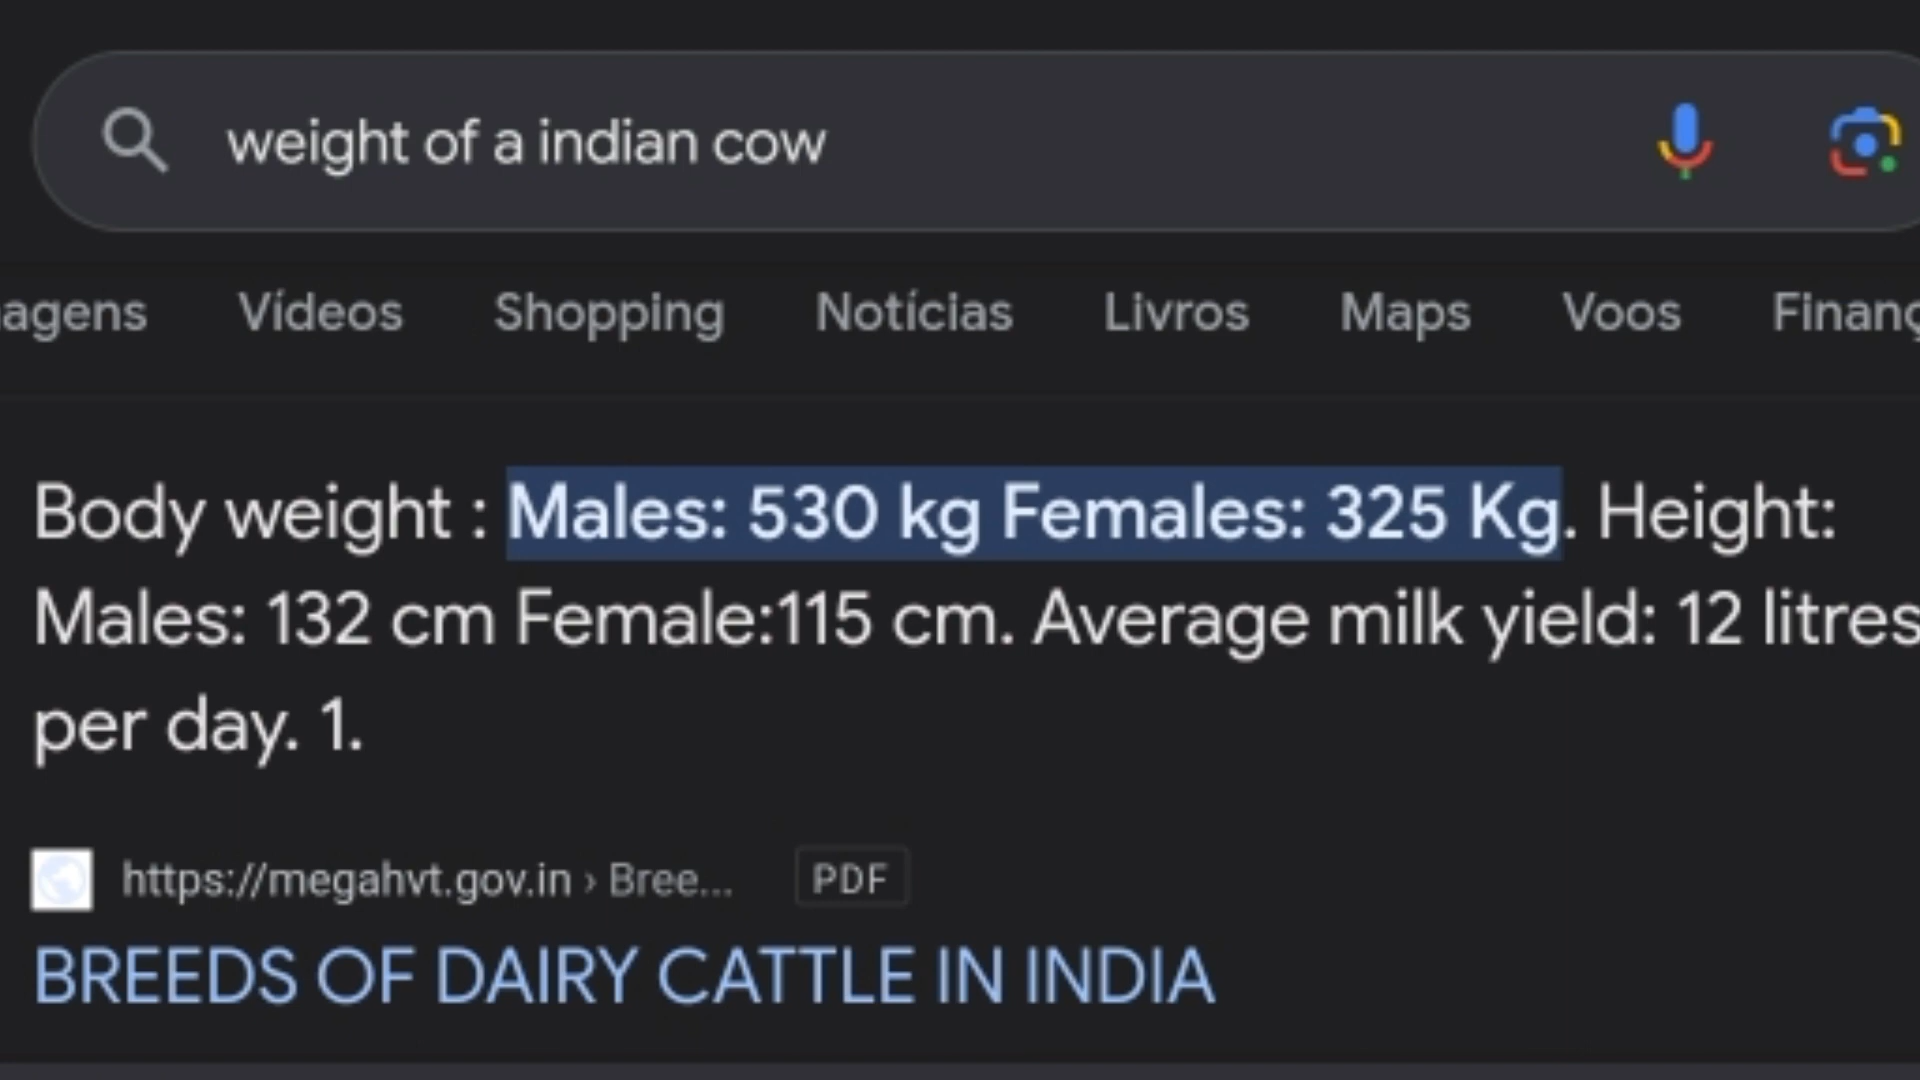 weight of a indian cow
agens Vídeos Shopping Notícias Livros Maps Voos Finanç
Body weight : Males: 530 kg Females: 325 Kg. Height:
Males: 132 cm Female:115 cm. Average milk yield: 12 litres
per day. 1.
https://megahvt.gov.in › Bree... PDF
BREEDS OF DAIRY CATTLE IN INDIA